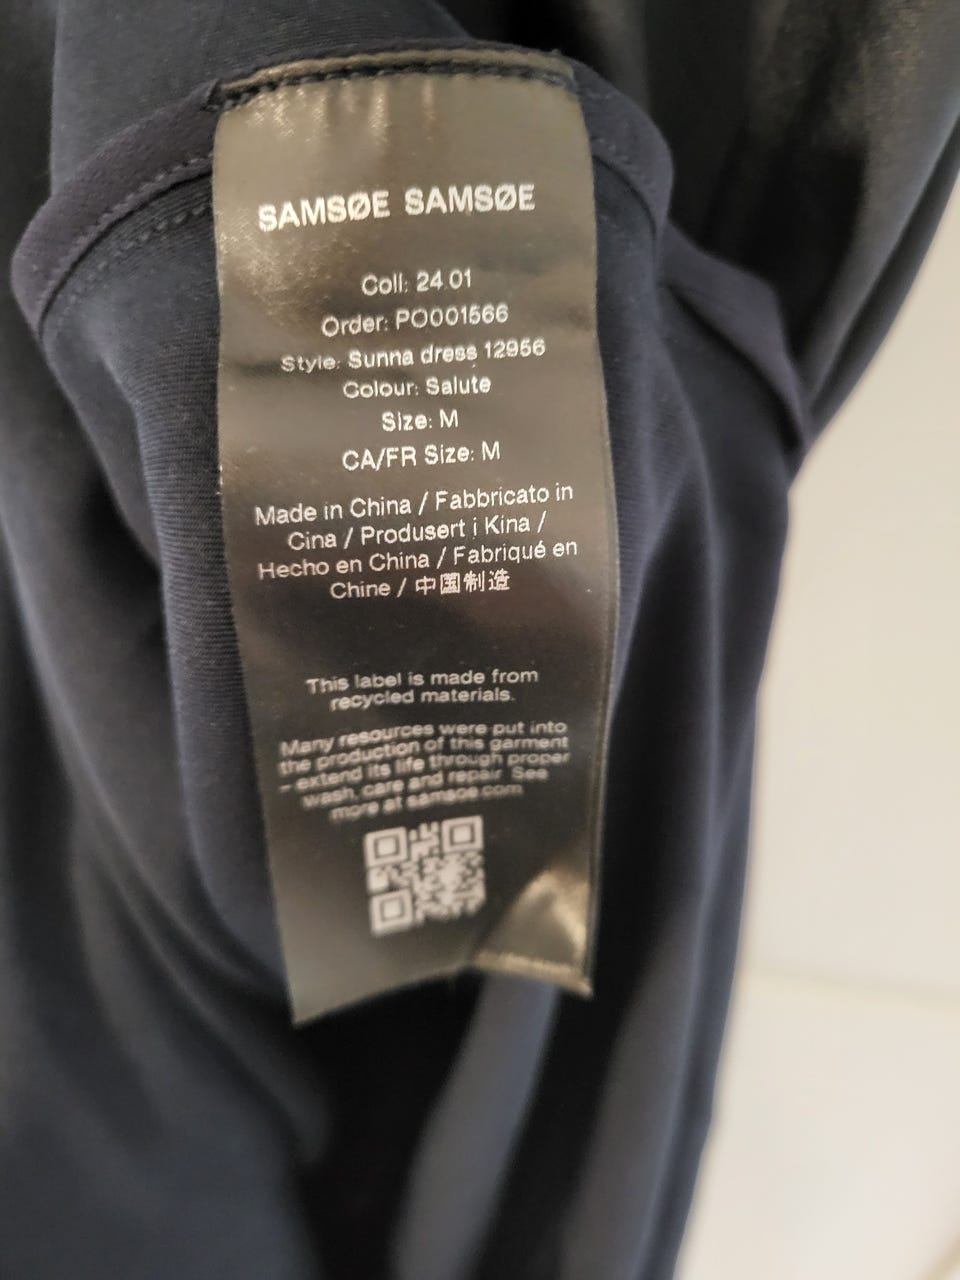 SAMSØE SAMSØE
Coll: 24.01
Order: PO001566
Style: Sunna dress 12956
Colour: Salute
Size: M
CA/FR Size: M
Made in China / Fabbricato in
Cina / Produsert i Kina /
Hecho en China / Fabriqué en
Chine / 中国制造
This label is made from
recycled materials.
Many resources were put into
the production of this garment
- extend its life through proper
wash, care and repair. See
more at samsoe.com